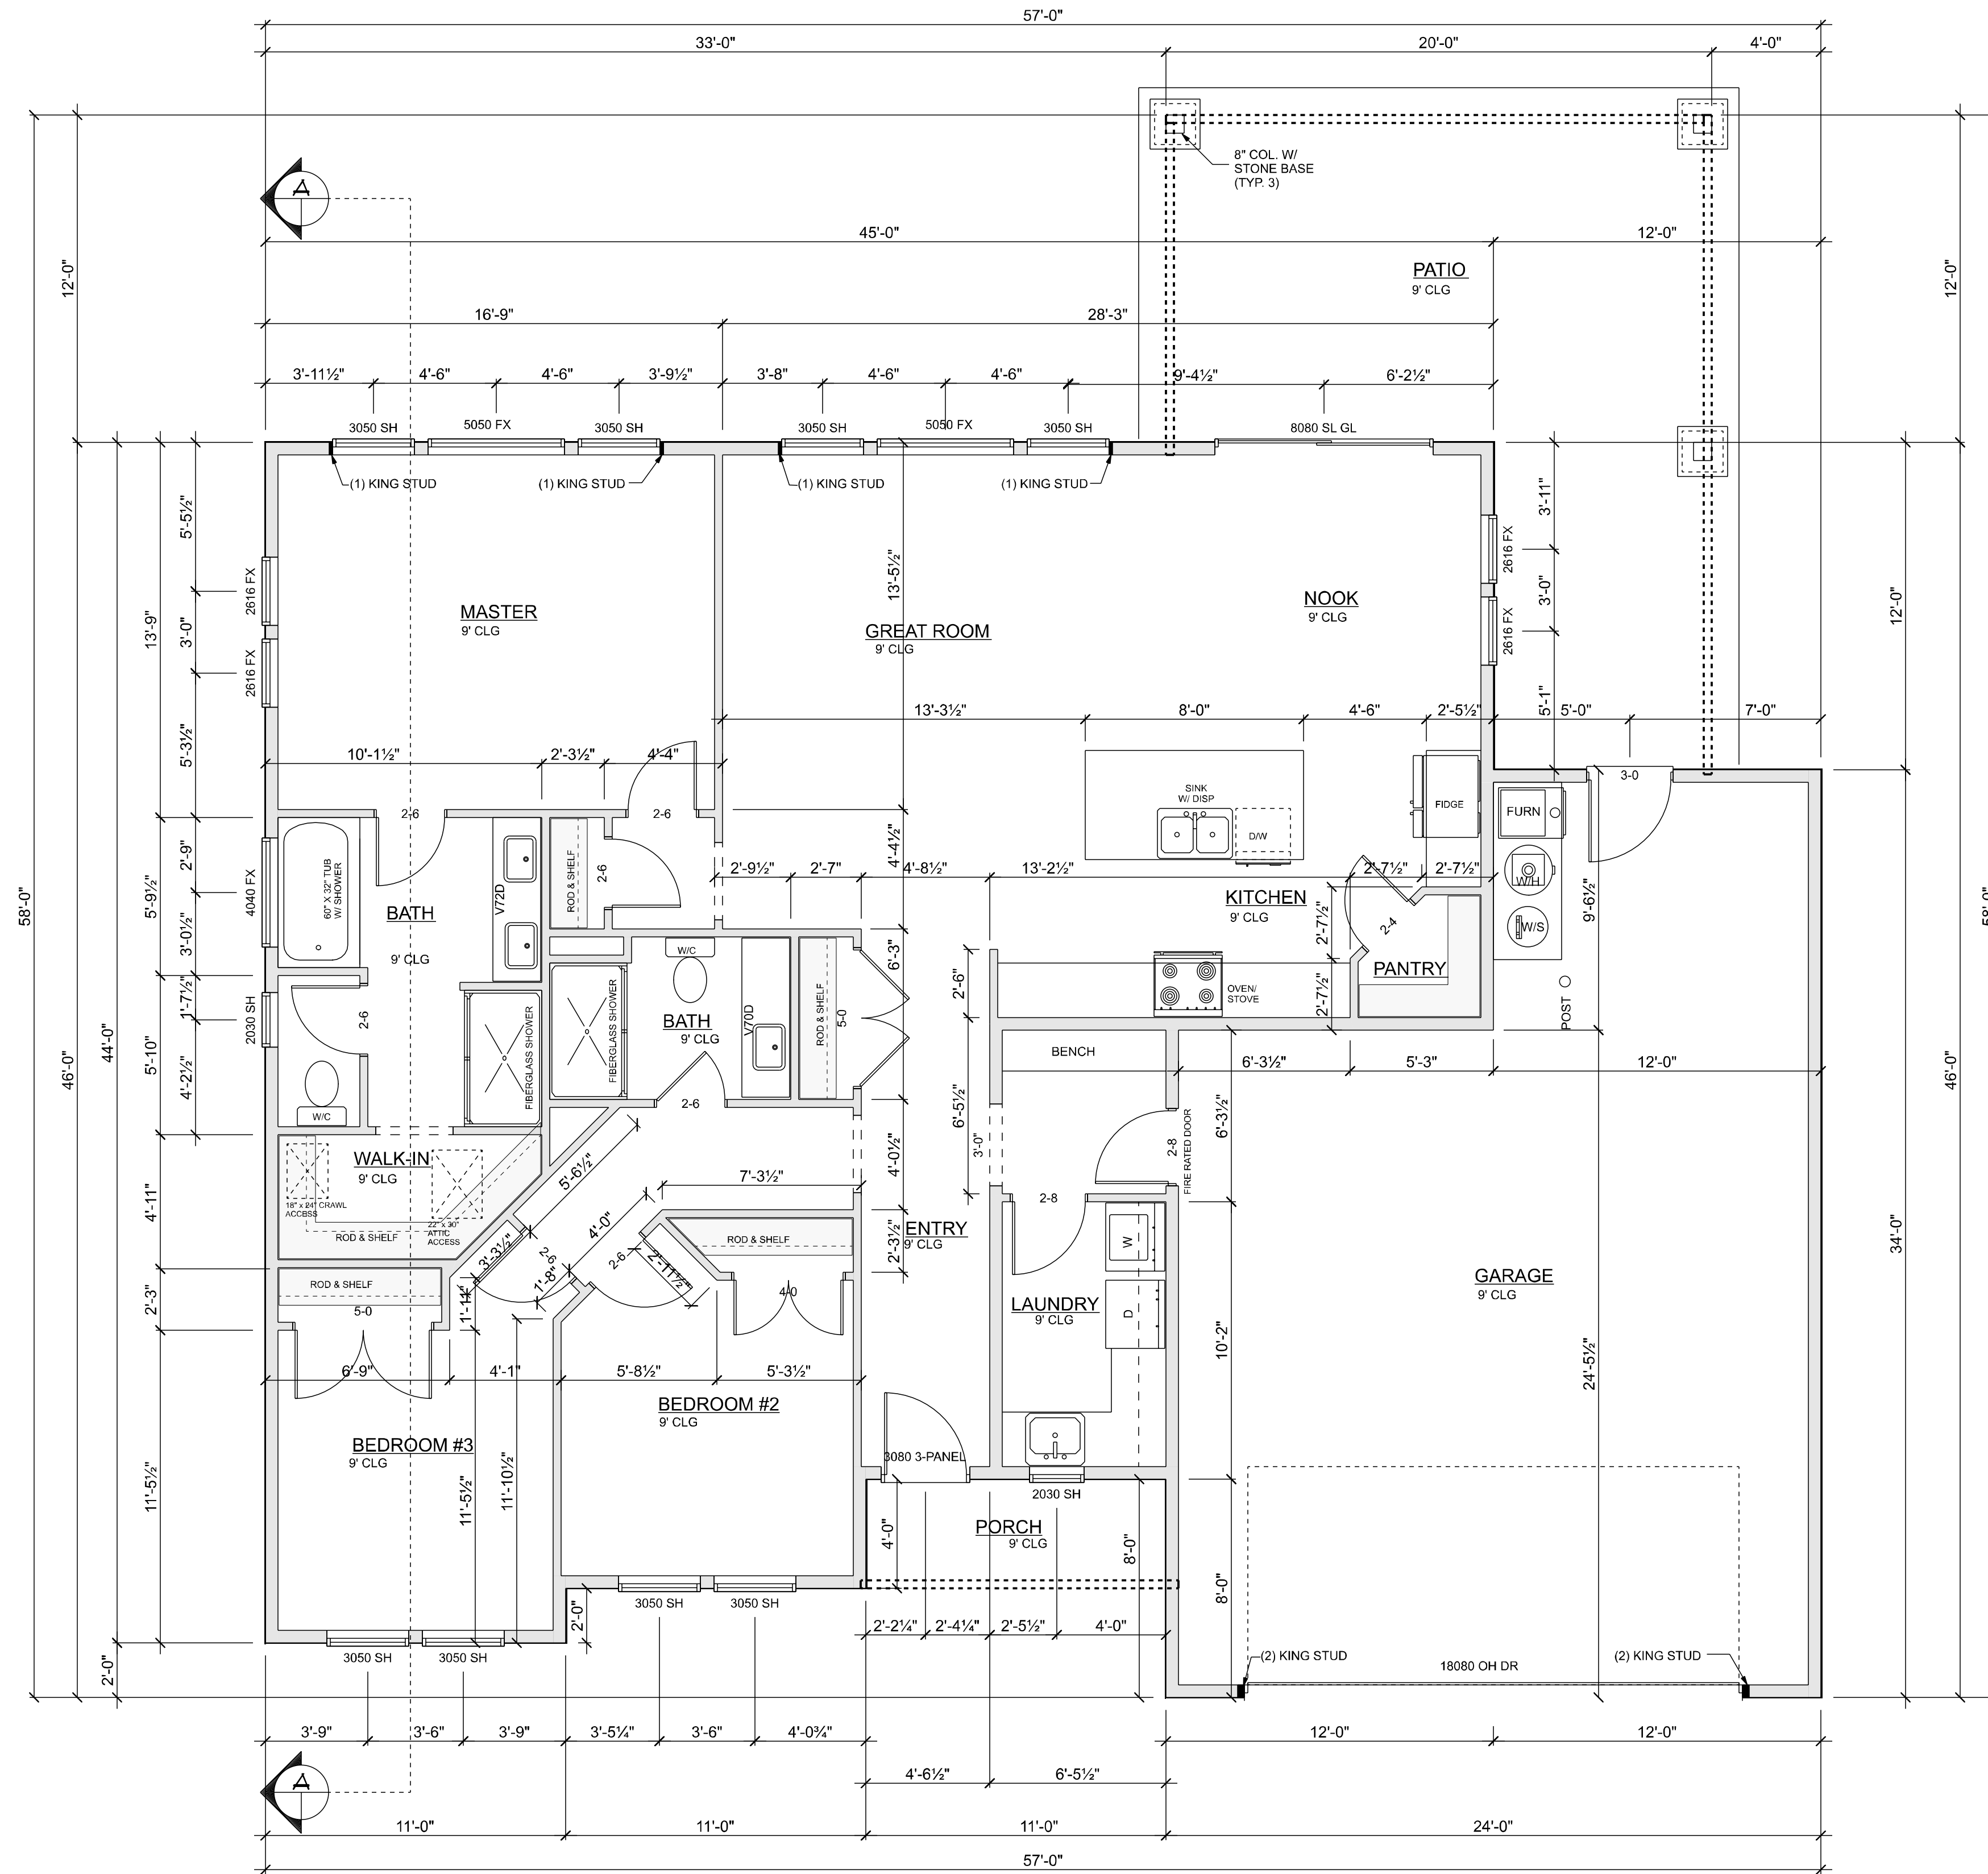 57'-0"
33'-0"
20'-0"
4'-0"
8" COL. W/
STONE BASE
(TYP. 3)
A
45'-0"
12'-0"
12'-0"
12'-0"
PATIO
9' CLG
16'-9"
28'-3"
3'-11½"
4'-6"
4'-6"
3'-9½"
3'-8"
4'-6"
4'-6"
9'-4½"
6'-2½"
3050 SH
5050 FX
3050 SH
3050 SH
5050 FX
3050 SH
8080 SL GL
(1) KING STUD
(1) KING STUD
(1) KING STUD
(1) KING STUD
5'-5½"
3'-11"
2616 FX
2616 FX
13'-5½"
13'-9"
3'-0"
3'-0"
12'-0"
MASTER
9' CLG
GREAT ROOM
9' CLG
NOOK
9' CLG
2616 FX
2616 FX
5'-3½"
5'-1"
13'-3½"
8'-0"
4'-6"
2'-5½"
5'-0"
7'-0"
10'-1½"
2'-3½"
4'-4"
3-0
SINK
W/ DISP
D/W
FIDGE
FURN
W/H
W/S
POST
2-6
2-6
2-6
ROD & SHELF
60" X 32" TUB
W/ SHOWER
V72D
4'-4½"
2'-9"
5'-9½"
4040 FX
3'-0½"
58'-0"
58'-0"
BATH
9' CLG
2'-9½"
2'-7"
4'-8½"
13'-2½"
2'-7½"
2'-7½"
KITCHEN
9' CLG
2-4
2'-7½"
2'-7½"
PANTRY
9'-6½"
OVEN/
STOVE
6'-3"
2'-6"
W/C
BATH
9' CLG
V70D
ROD & SHELF
5-0
FIBERGLASS SHOWER
FIBERGLASS SHOWER
2030 SH
1'-7½"
5'-10"
4'-2½"
2-6
W/C
44'-0"
46'-0"
46'-0"
BENCH
6'-3½"
5'-3"
12'-0"
6'-5½"
3'-0"
6'-3½"
2-8
FIRE RATED DOOR
2-6
4'-0½"
WALK-IN
9' CLG
18" x 24" CRAWL
ACCESS
22" x 30"
ATTIC
ACCESS
ROD & SHELF
4'-11"
5'-6½"
7'-3½"
4'-0"
3'-3½"
2-6
1'-8"
2-6
2'-11½"
ROD & SHELF
2'-3½"
ENTRY
9' CLG
2-8
W
D
34'-0"
GARAGE
9' CLG
ROD & SHELF
5-0
2'-3"
1'-11"
4-0
LAUNDRY
9' CLG
10'-2"
24'-5½"
6'-9"
4'-1"
5'-8½"
5'-3½"
BEDROOM #2
9' CLG
BEDROOM #3
9' CLG
11'-5½"
11'-5½"
11'-10½"
3080 3-PANEL
2030 SH
PORCH
9' CLG
4'-0"
8'-0"
8'-0"
3050 SH
3050 SH
2'-0"
2'-2¼"
2'-4¼"
2'-5½"
4'-0"
3050 SH
3050 SH
2'-0"
(2) KING STUD
18080 OH DR
(2) KING STUD
3'-9"
3'-6"
3'-9"
3'-5¼"
3'-6"
4'-0¾"
12'-0"
12'-0"
4'-6½"
6'-5½"
A
11'-0"
11'-0"
11'-0"
24'-0"
57'-0"